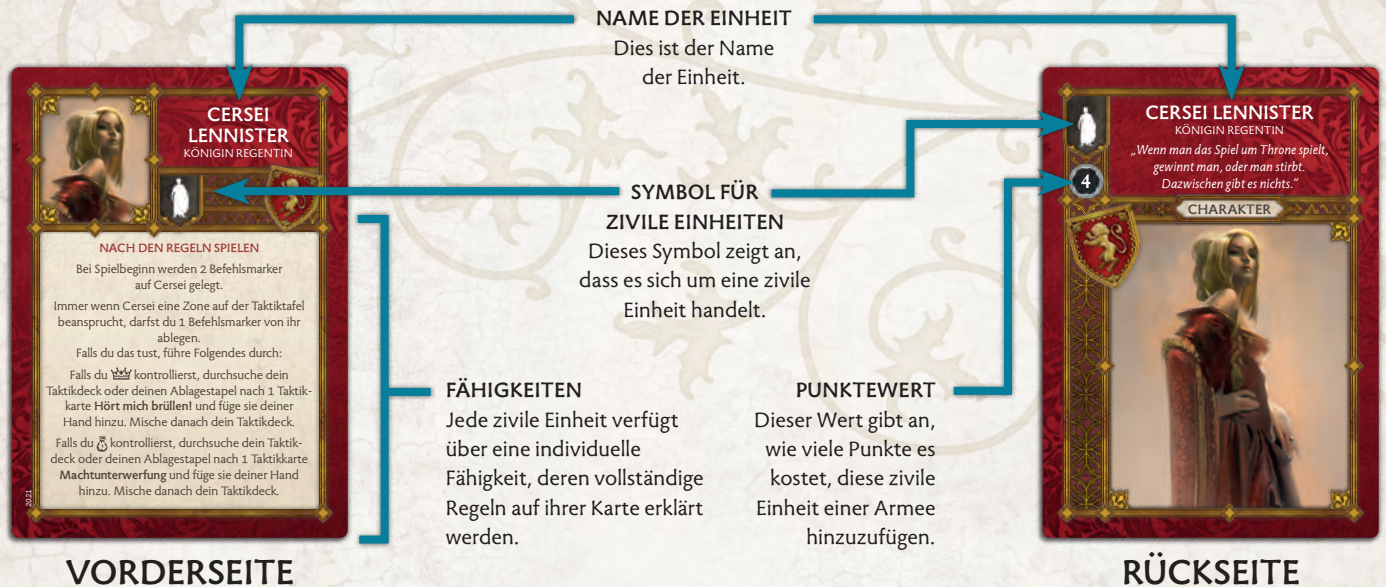 NAME DER EINHEIT
Dies ist der Name
der Einheit.
CERSEI
LENNISTER
KÖNIGIN REGENTIN
NACH DEN REGELN SPIELEN
Bei Spielbeginn werden 2 Befehlsmarker
auf Cersei gelegt.
Immer wenn Cersei eine Zone auf der Taktiktafel
beansprucht, darfst du 1 Befehlsmarker von ihr
ablegen.
Falls du das tust, führe Folgendes durch:
Falls du kontrollierst, durchsuche dein
Taktikdeck oder deinen Ablagestapel nach 1 Taktik-
karte Hört mich brüllen! und füge sie deiner
Hand hinzu. Mische danach dein Taktikdeck.
Falls du kontrollierst, durchsuche dein Taktik-
deck oder deinen Ablagestapel nach 1 Taktikkarte
Machtunterwerfung und füge sie deiner Hand
hinzu. Mische danach dein Taktikdeck.
2021
VORDERSEITE
SYMBOL FÜR
ZIVILE EINHEITEN
Dieses Symbol zeigt an,
dass es sich um eine zivile
Einheit handelt.
FÄHIGKEITEN
Jede zivile Einheit verfügt
über eine individuelle
Fähigkeit, deren vollständige
Regeln auf ihrer Karte erklärt
werden.
PUNKTEWERT
Dieser Wert gibt an,
wie viele Punkte es
kostet, diese zivile
Einheit einer Armee
hinzuzufügen.
CERSEI LENNISTER
KÖNIGIN REGENTIN
„Wenn man das Spiel um Throne spielt,
gewinnt man, oder man stirbt.
Dazwischen gibt es nichts.“
4
CHARAKTER
RÜCKSEITE